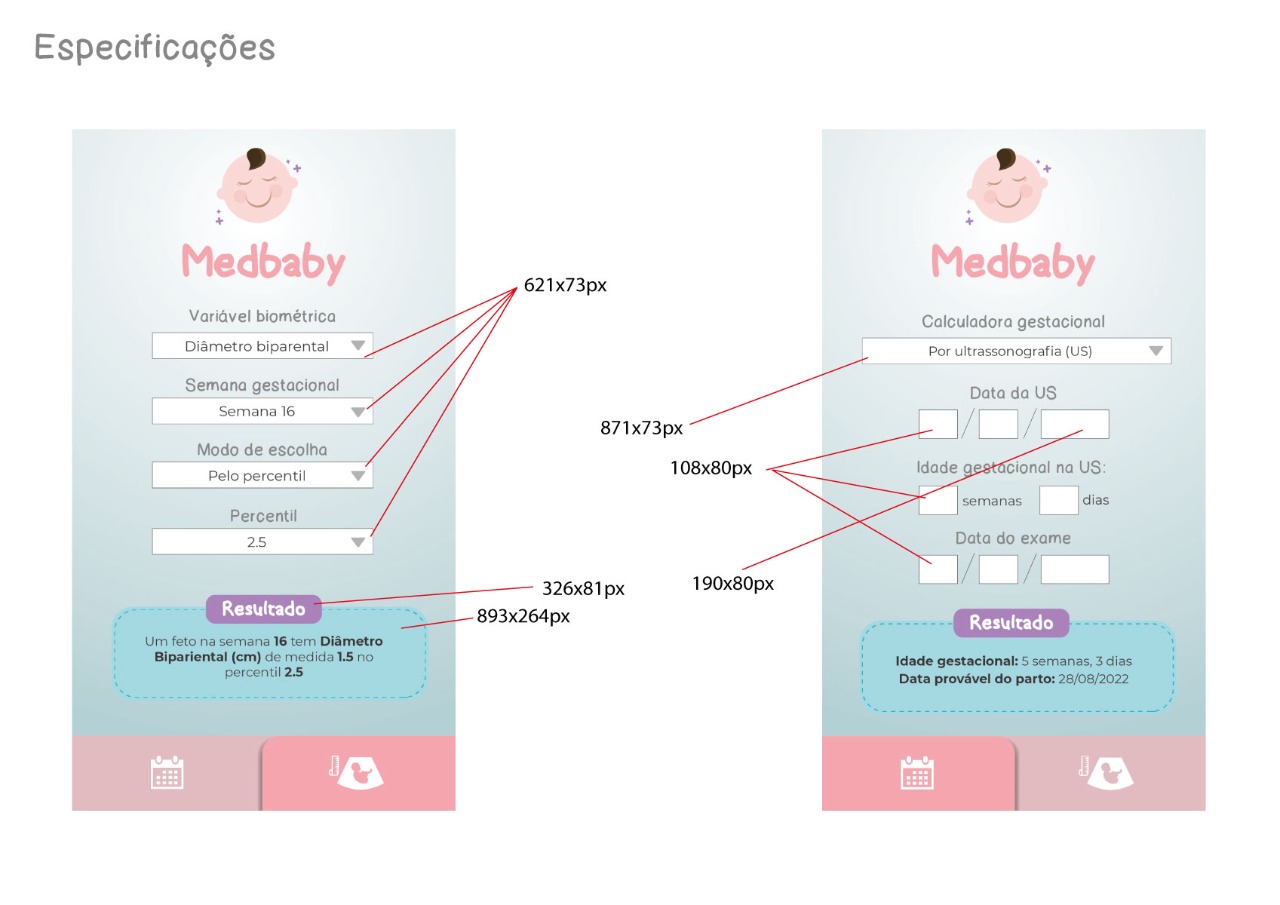 Especificações
Medbaby
Variável biométrica
Diâmetro biparental
Semana gestacional
Semana 16
Modo de escolha
Pelo percentil
Percentil
2.5
Resultado
Um feto na semana 16 tem Diâmetro
Bipariental (cm) de medida 1.5 no
percentil 2.5
621x73px
326x81px
893x264px
871x73px
108x80px
190x80px
Medbaby
Calculadora gestacional
Por ultrassonografia (US)
Data da US
/ /
Idade gestacional na US:
semanas dias
Data do exame
/ /
Resultado
Idade gestacional: 5 semanas, 3 dias
Data provável do parto: 28/08/2022